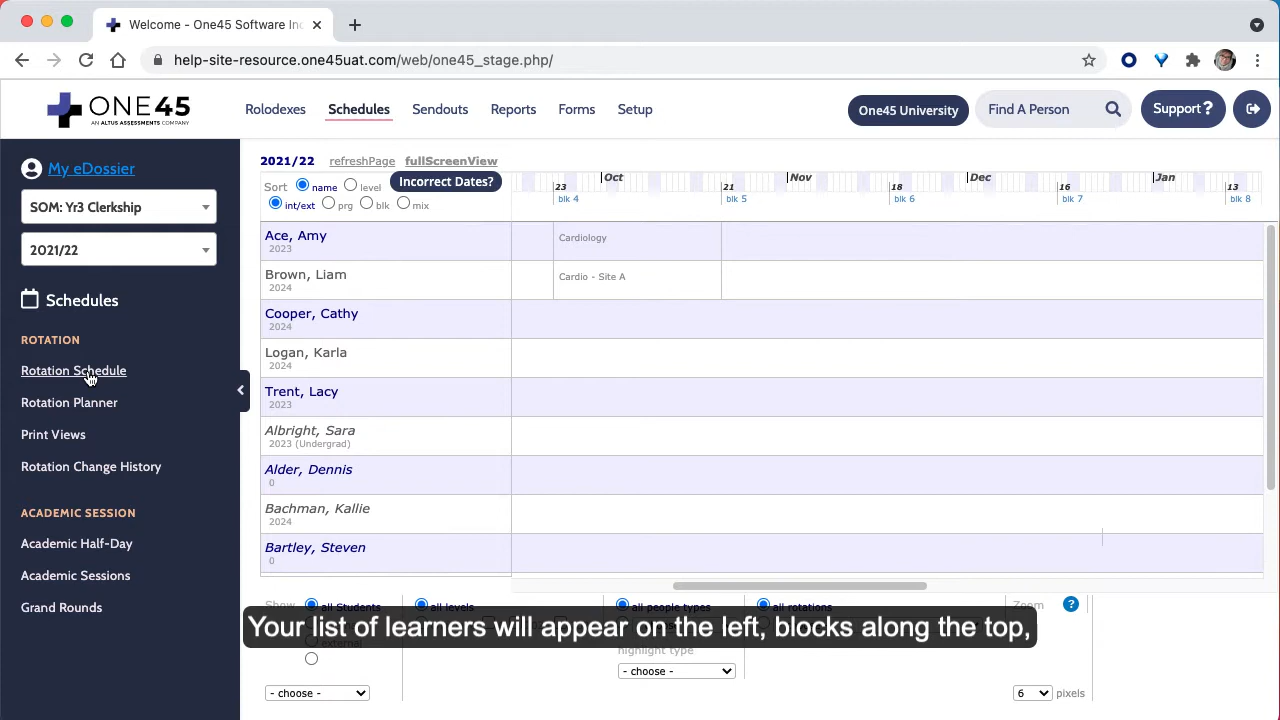 Welcome - One45 Software Inc
help-site-resource.one45uat.com/web/one45_stage.php/
ONE45
AN ALTUS ASSESSMENTS COMPANY
Rolodexes
Schedules
Sendouts
Reports
Forms
Setup
One45 University
Find A Person
Support ?
My eDossier
SOM: Yr3 Clerkship
2021/22
Schedules
ROTATION
Rotation Schedule
Rotation Planner
Print Views
Rotation Change History
ACADEMIC SESSION
Academic Half-Day
Academic Sessions
Grand Rounds
2021/22 refreshPage fullScreenView
Sort name level Incorrect Dates?
int/ext prg blk mix
Oct Nov Dec Jan
23 21 18 16 13
blk 4 blk 5 blk 6 blk 7 blk 8
Ace, Amy
2023
Cardiology
Brown, Liam
2024
Cardio - Site A
Cooper, Cathy
2024
Logan, Karla
2024
Trent, Lacy
2023
Albright, Sara
2023 (Undergrad)
Alder, Dennis
0
Bachman, Kallie
2024
Bartley, Steven
0
Show all Students all levels all people types all rotations Zoom ?
Your list of learners will appear on the left, blocks along the top,
external
highlight type
- choose -
- choose -
6 pixels